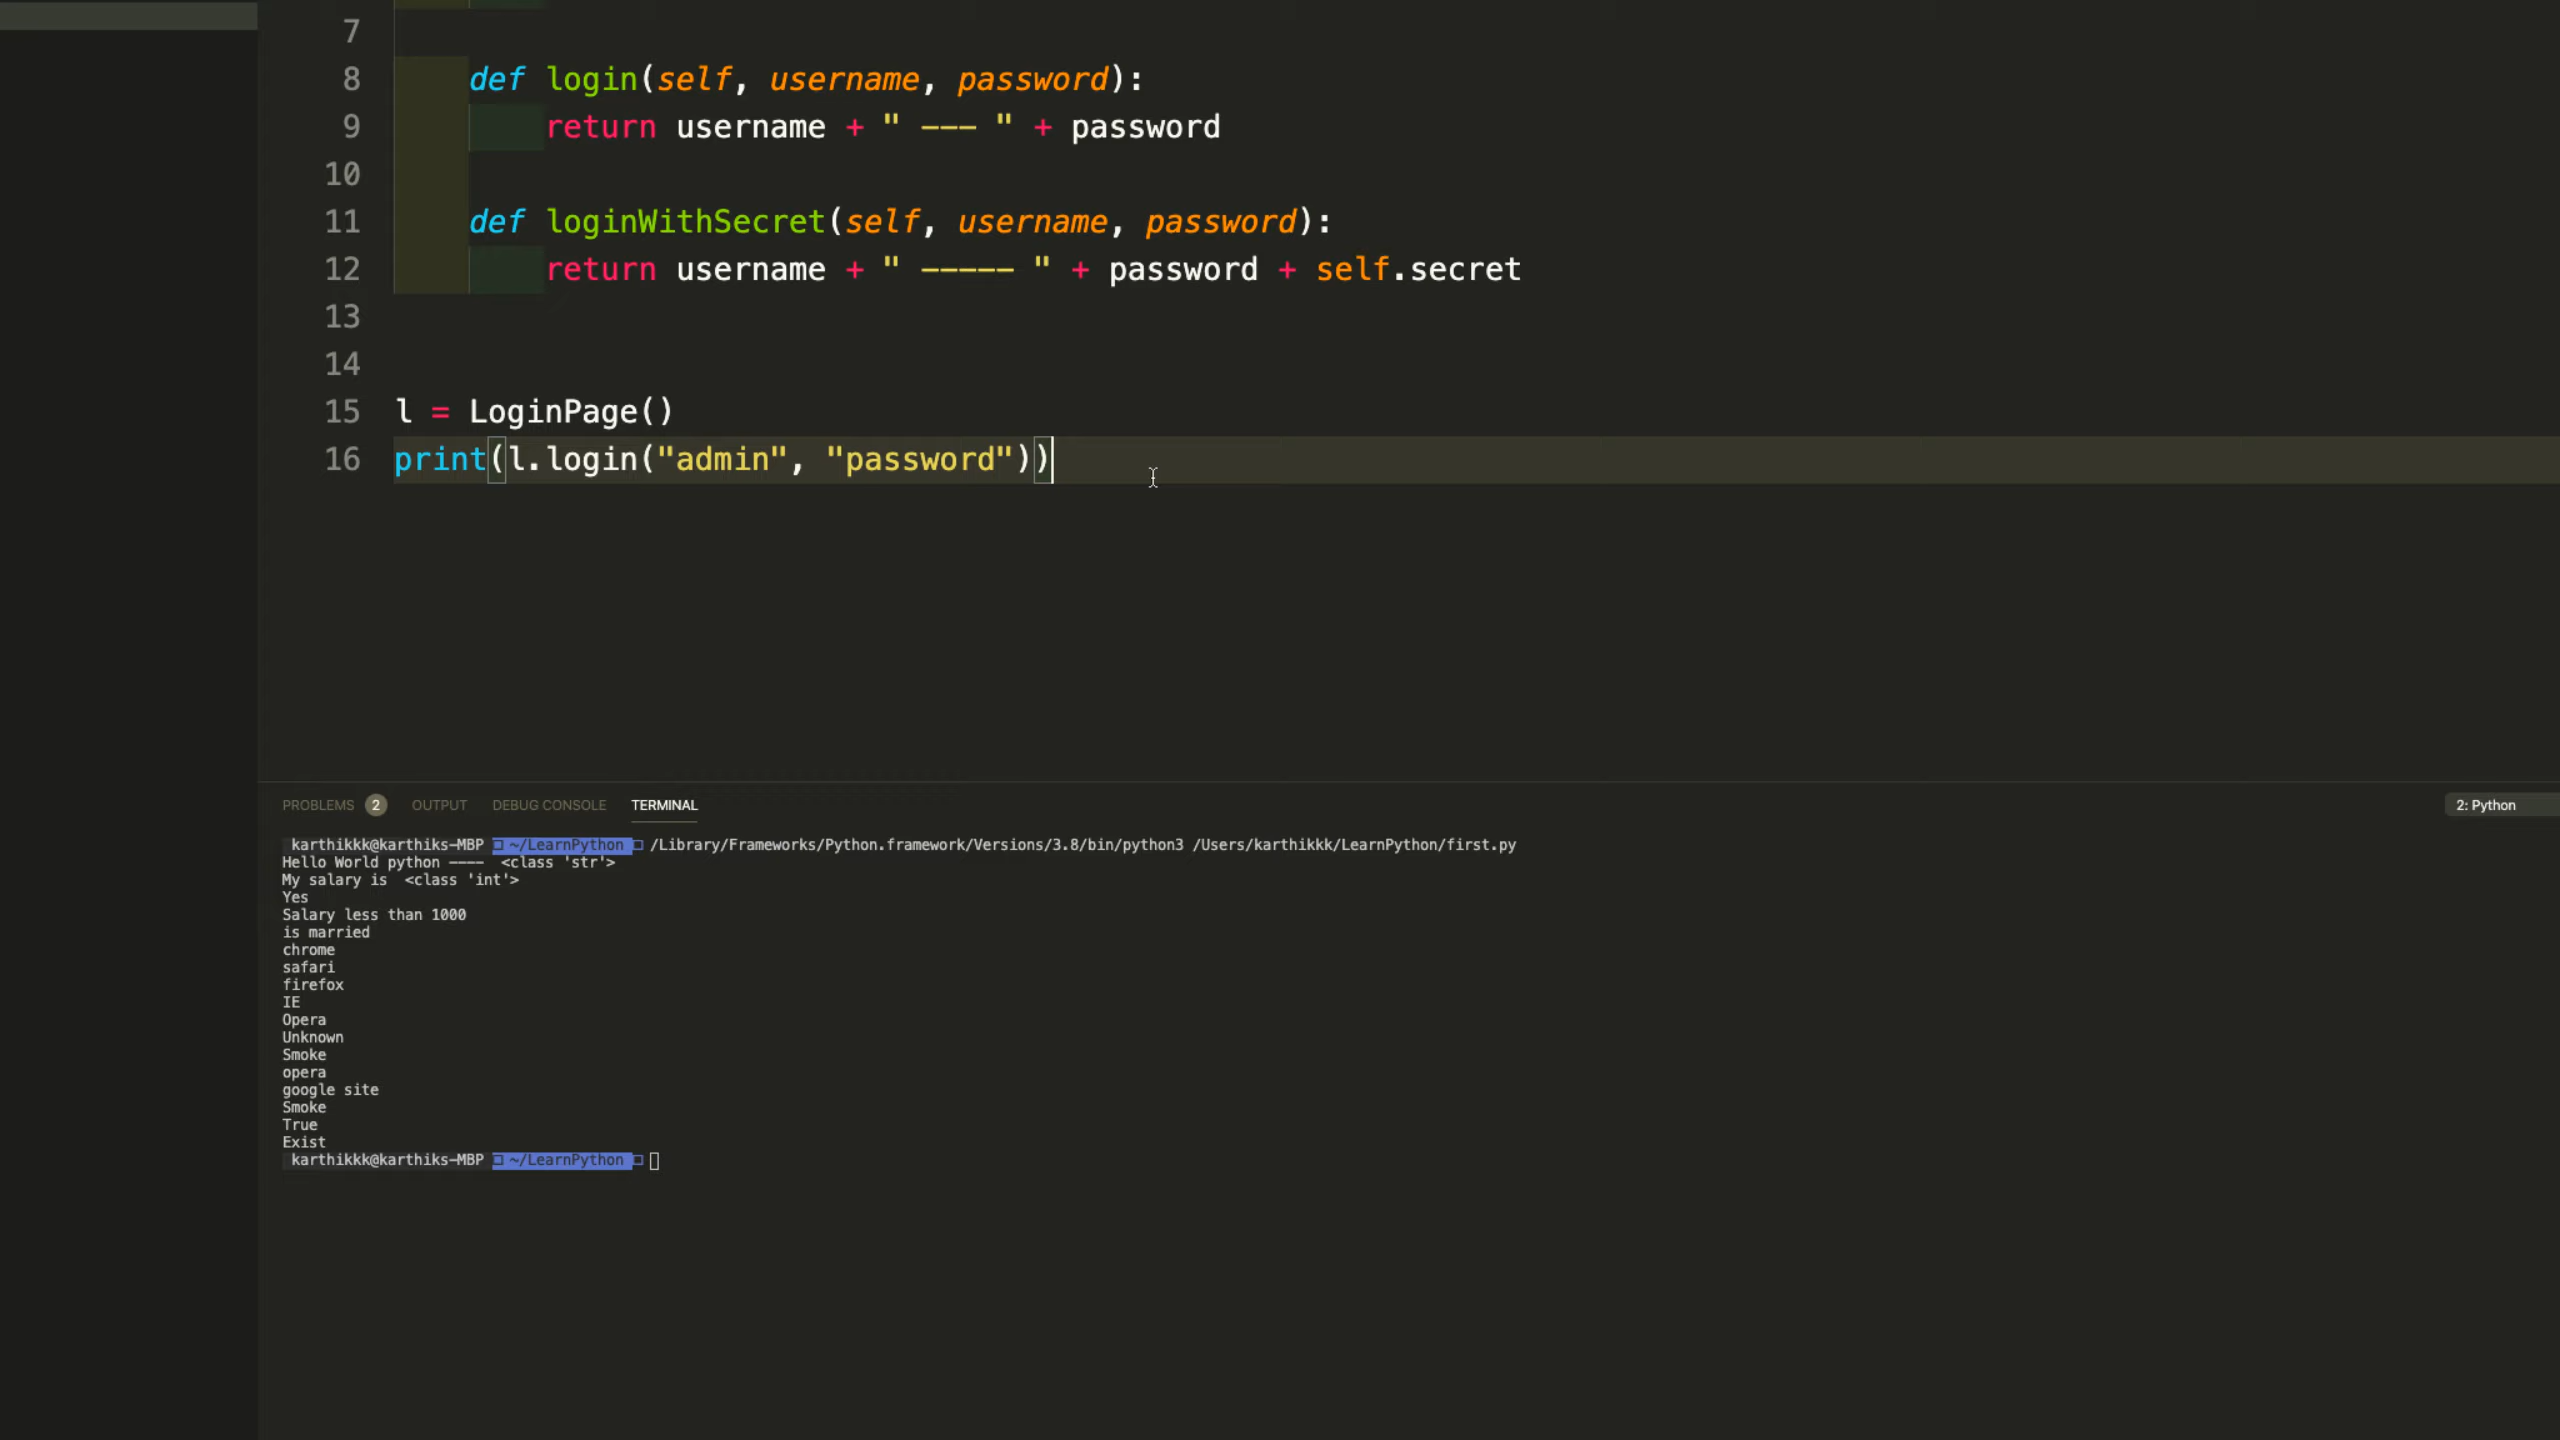 7
8 def login(self, username, password):
9 return username + " --- " + password
10
11 def loginWithSecret(self, username, password):
12 return username + " ----- " + password + self.secret
13
14
15 l = LoginPage()
16 print(l.login("admin", "password"))
PROBLEMS 2 OUTPUT DEBUG CONSOLE TERMINAL 2: Python
karthikkk@karthiks-MBP ~/LearnPython /Library/Frameworks/Python.framework/Versions/3.8/bin/python3 /Users/karthikkk/LearnPython/first.py
Hello World python ---- <class 'str'>
My salary is <class 'int'>
Yes
Salary less than 1000
is married
chrome
safari
firefox
IE
Opera
Unknown
Smoke
opera
google site
Smoke
True
Exist
karthikkk@karthiks-MBP ~/LearnPython